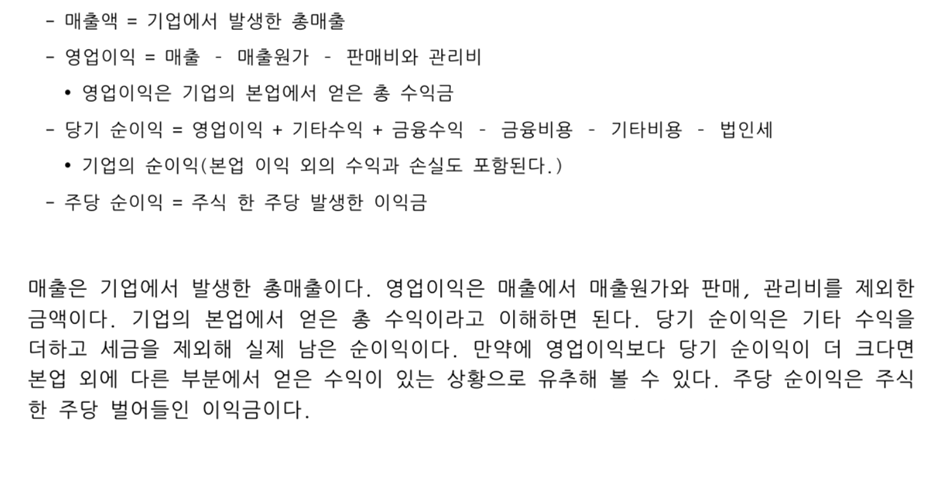 - 매출액 = 기업에서 발생한 총매출
- 영업이익 = 매출 - 매출원가 - 판매비와 관리비
• 영업이익은 기업의 본업에서 얻은 총 수익금
- 당기 순이익 = 영업이익 + 기타수익 + 금융수익 - 금융비용 - 기타비용 - 법인세
• 기업의 순이익(본업 이익 외의 수익과 손실도 포함된다.)
- 주당 순이익 = 주식 한 주당 발생한 이익금
매출은 기업에서 발생한 총매출이다. 영업이익은 매출에서 매출원가와 판매, 관리비를 제외한
금액이다. 기업의 본업에서 얻은 총 수익이라고 이해하면 된다. 당기 순이익은 기타 수익을
더하고 세금을 제외해 실제 남은 순이익이다. 만약에 영업이익보다 당기 순이익이 더 크다면
본업 외에 다른 부분에서 얻은 수익이 있는 상황으로 유추해 볼 수 있다. 주당 순이익은 주식
한 주당 벌어들인 이익금이다.